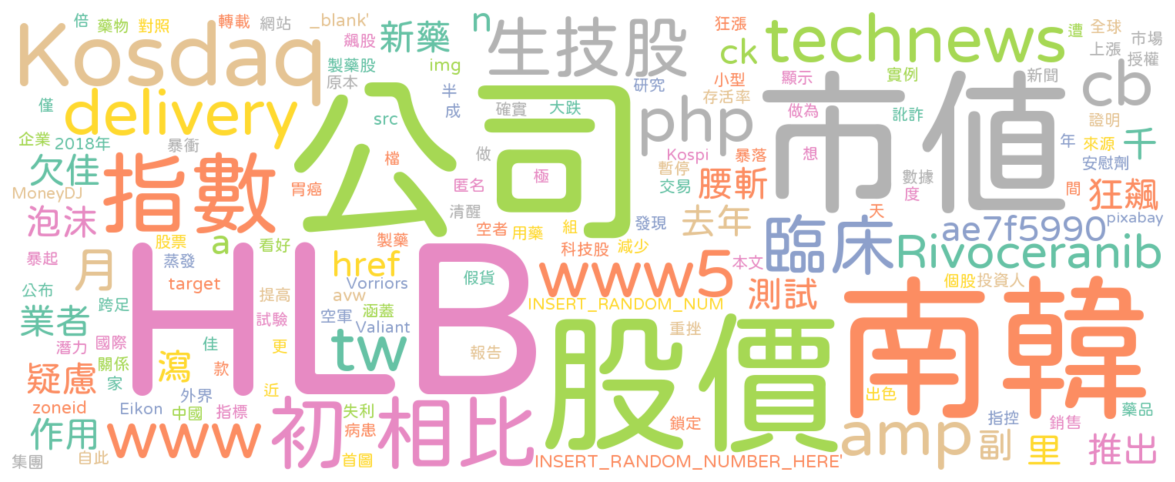 倍 藥物 對照 轉載 網站 _blank'
Kosdaq
飆股 新藥
製藥股 img
原本
n
生技股
狂漲
ck
technews
遭 全球
上漲 市場
授權
小型 顯示 實例 新聞
存活率 做為 訛詐
cb
證明
delivery
僅
半
成
src
研究
確實 大跌
php
市值
企業 2018年 暴衝
公司
檔
Kospi 暴落 想
年 來源 千
安慰劑
欠佳
指數
MoneyDJ
胃癌
匿名 極
做
暫停
交易
腰斬
數據
度
間
狂飆
泡沫
清醒
組
發現
去年
天
臨床
ae7f5990
pixabay
a
股票
蒸發
看好
製藥
空者 用藥
科技股 減少
本文
Rivoceranib
暴起
月
href
假貨
www5
測試
個股 投資人
target
Vorriors
avw
INSERT_RANDOM_NUM
公布 跨足
提高
空軍 涵蓋
Valiant
重挫
業者
試驗
HLB
tw
股價
南韓
潛力 國際 佳
關係
家
瀉
更
報告
疑慮
款
近
出色
zoneid
Eikon
外界
中國 指標
初 相比
失利
病患
鎖定
amp
副
指控
里
銷售
藥品
作用
www
推出
集團
自此
首圖
INSERT_RANDOM_NUMBER_HERE'